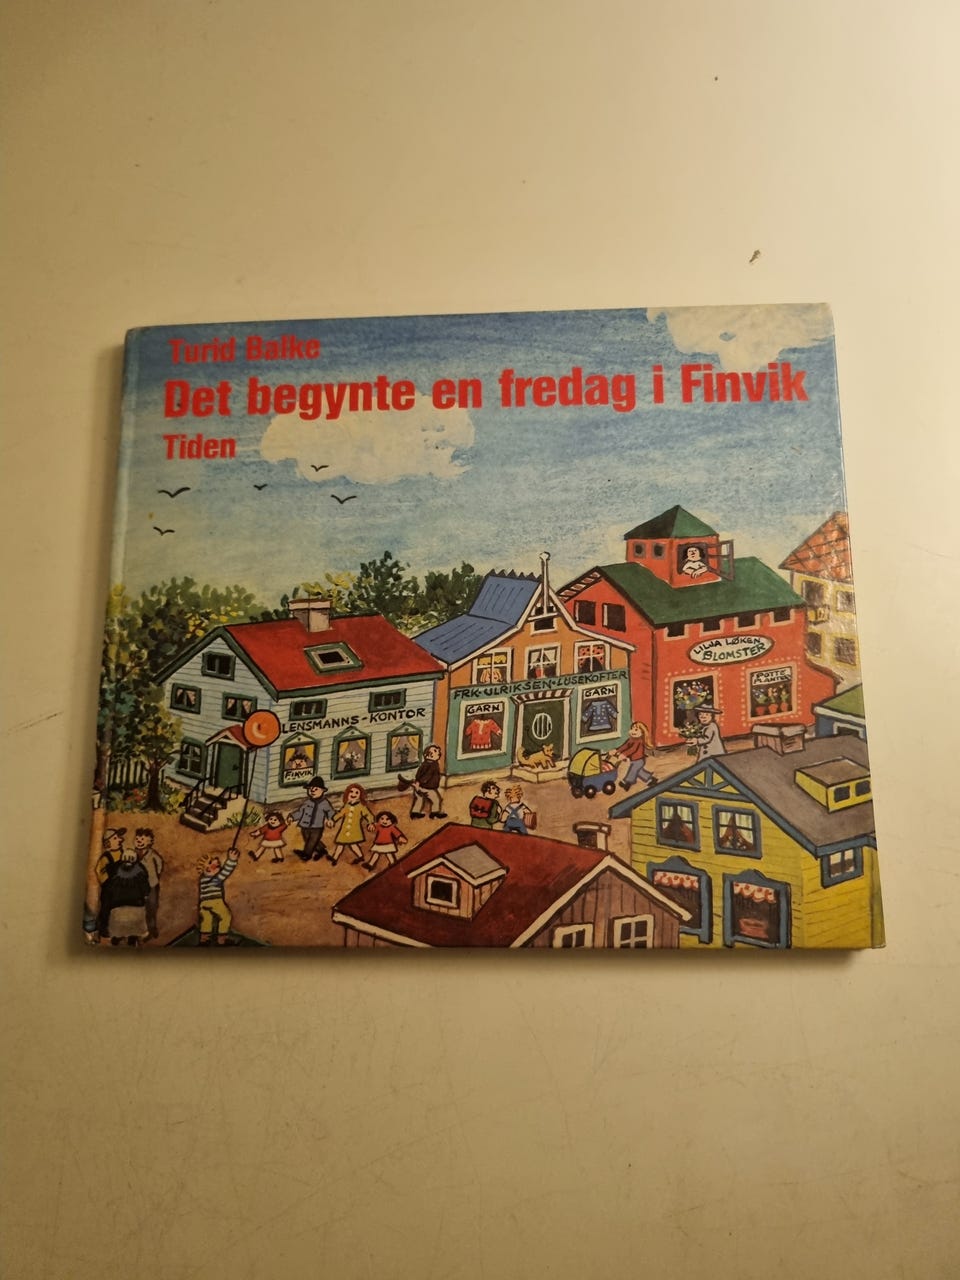 Turid Balke
Det begynte en fredag i Finvik
Tiden
LILJA LØKEN
BLOMSTER
POTTE
PLANTER
FRK·ULRIKSEN·LUSEKOFTER
GARN
GARN
LENSMANNS-KONTOR
FINVIK